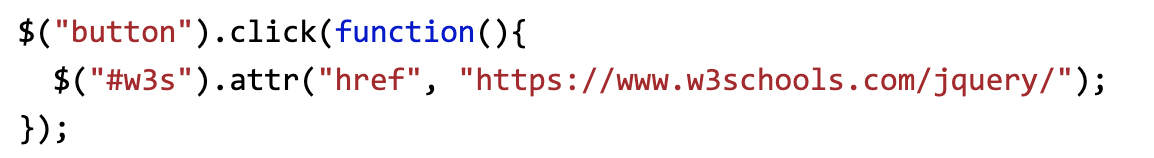 $("button").click(function(){
  $("#w3s").attr("href", "https://www.w3schools.com/jquery/");
});